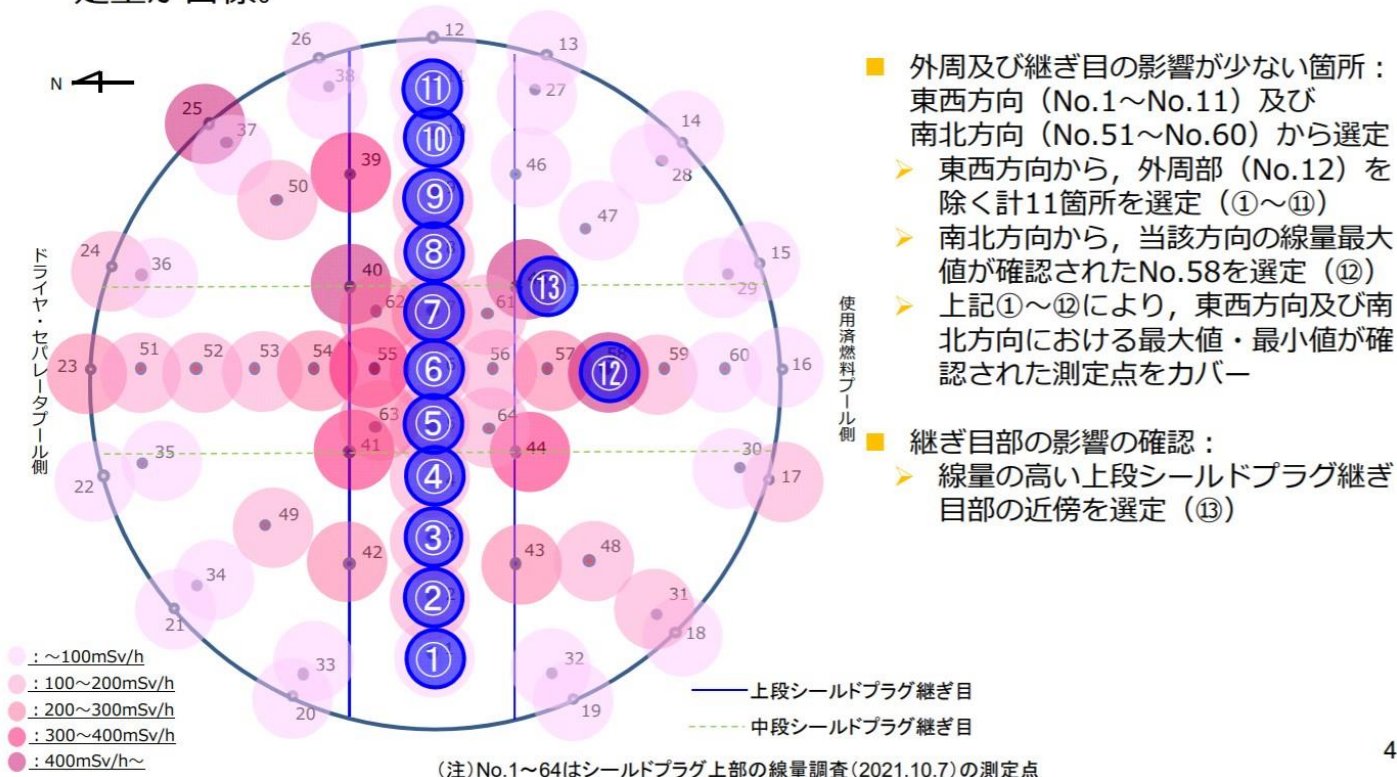 N
26
12
13
38
⑪
27
25
37
⑩
14
39
46
28
50
⑨
47
24
36
⑧
15
40
⑬
29
62
⑦
61
23
51
52
53
54
55
⑥
56
57
⑫
59
60
16
63
⑤
64
41
44
35
④
30
22
17
49
③
42
43
48
34
②
31
21
18
①
33
32
20
19
ドライヤ・セパレータプール側
使用済燃料プール側
■ 外周及び継ぎ目の影響が少ない箇所：
東西方向（No.1～No.11）及び
南北方向（No.51～No.60）から選定
➢ 東西方向から，外周部（No.12）を
除く計11箇所を選定（①～⑪）
➢ 南北方向から，当該方向の線量最大
値が確認されたNo.58を選定（⑫）
➢ 上記①～⑫により，東西方向及び南
北方向における最大値・最小値が確
認された測定点をカバー
■ 継ぎ目部の影響の確認：
➢ 線量の高い上段シールドプラグ継ぎ
目部の近傍を選定（⑬）
：～100mSv/h
：100～200mSv/h
：200～300mSv/h
：300～400mSv/h
：400mSv/h～
上段シールドプラグ継ぎ目
中段シールドプラグ継ぎ目
(注)No.1～64はシールドプラグ上部の線量調査(2021.10.7)の測定点
4